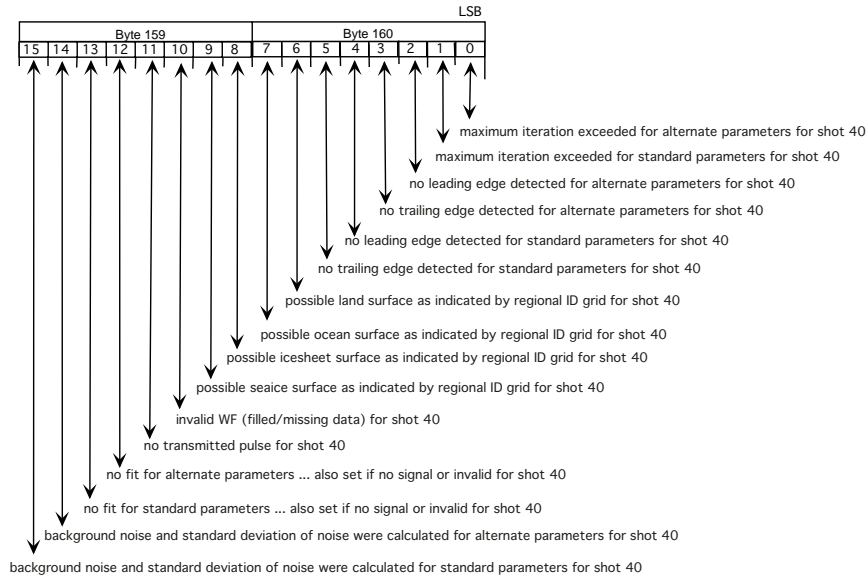 LSB
Byte 159 Byte 160
15 14 13 12 11 10 9 8 7 6 5 4 3 2 1 0
maximum iteration exceeded for alternate parameters for shot 40
maximum iteration exceeded for standard parameters for shot 40
no leading edge detected for alternate parameters for shot 40
no trailing edge detected for alternate parameters for shot 40
no leading edge detected for standard parameters for shot 40
no trailing edge detected for standard parameters for shot 40
possible land surface as indicated by regional ID grid for shot 40
possible ocean surface as indicated by regional ID grid for shot 40
possible icesheet surface as indicated by regional ID grid for shot 40
possible seaice surface as indicated by regional ID grid for shot 40
invalid WF (filled/missing data) for shot 40
no transmitted pulse for shot 40
no fit for alternate parameters ... also set if no signal or invalid for shot 40
no fit for standard parameters ... also set if no signal or invalid for shot 40
background noise and standard deviation of noise were calculated for alternate parameters for shot 40
background noise and standard deviation of noise were calculated for standard parameters for shot 40